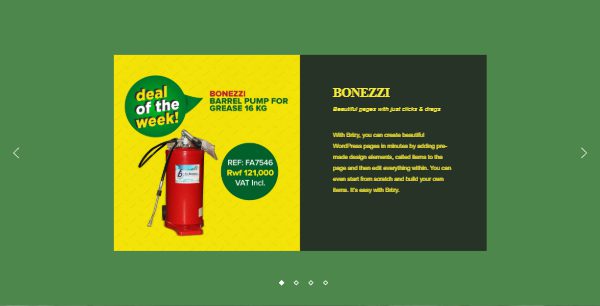 deal
of the
week!
BONEZZI
BARREL PUMP FOR
GREASE 16 KG
REF: FA7546
Rwf 121,000
VAT Incl.
BONEZZI
Beautiful pages with just clicks & drags
With Brizy, you can create beautiful
WordPress pages in minutes by adding pre-
made design elements, called items to the
page and then edit everything within. You can
even start from scratch and build your own
items. It's easy with Brizy.